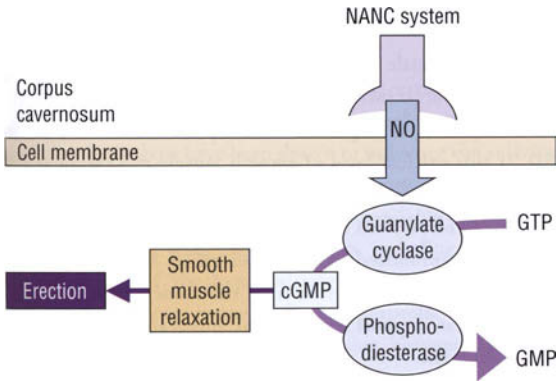 NANC system
Corpus
cavernosum
NO
Cell membrane
Guanylate
cyclase
GTP
Erection
Smooth
muscle
relaxation
cGMP
Phospho-
diesterase
GMP